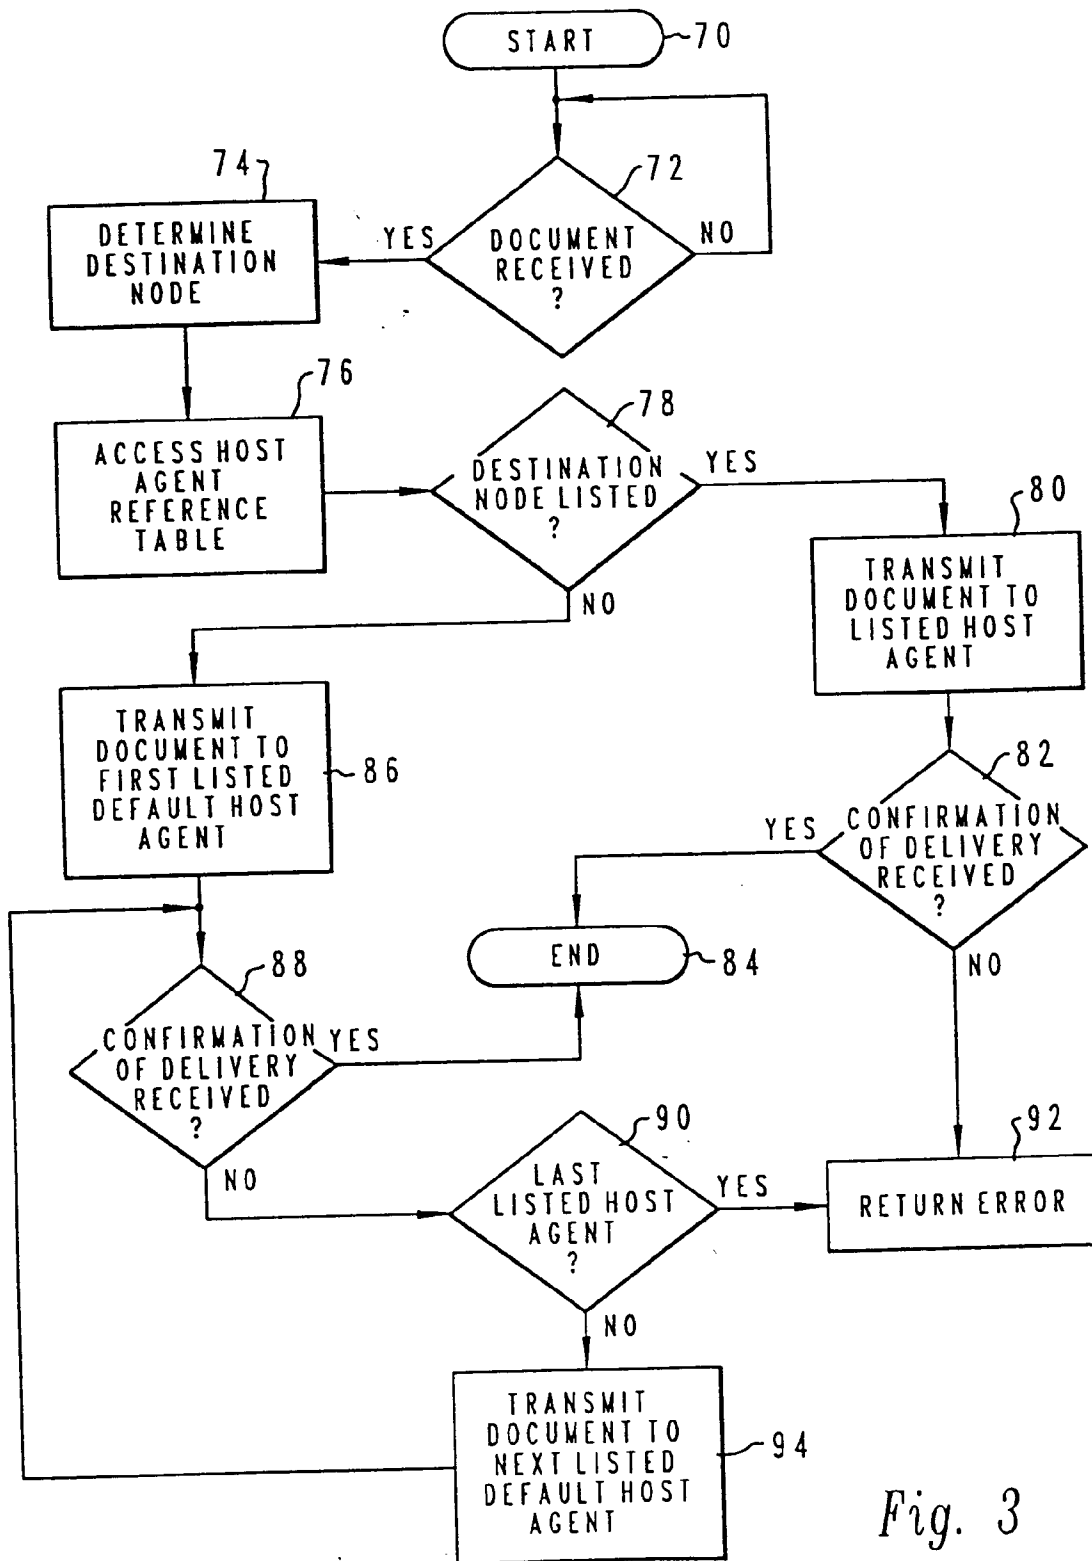 START
70
72
DOCUMENT
RECEIVED
?
YES
NO
74
DETERMINE
DESTINATION
NODE
76
ACCESS HOST
AGENT
REFERENCE
TABLE
78
DESTINATION
NODE LISTED
?
YES
NO
80
TRANSMIT
DOCUMENT TO
LISTED HOST
AGENT
82
CONFIRMATION
OF DELIVERY
RECEIVED
?
YES
NO
END
84
TRANSMIT
DOCUMENT TO
FIRST LISTED
DEFAULT HOST
AGENT
86
88
CONFIRMATION
OF DELIVERY
RECEIVED
?
YES
NO
90
LAST
LISTED HOST
AGENT
?
YES
NO
92
RETURN ERROR
TRANSMIT
DOCUMENT TO
NEXT LISTED
DEFAULT HOST
AGENT
94
Fig. 3